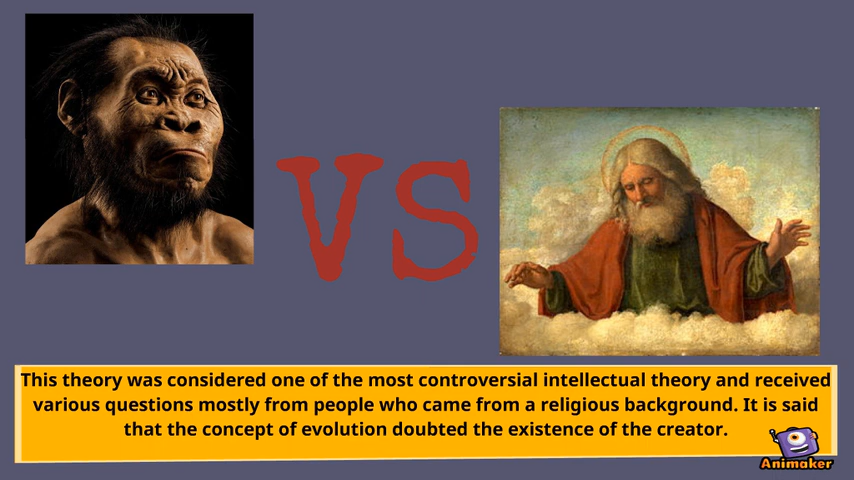 VS
This theory was considered one of the most controversial intellectual theory and received
various questions mostly from people who came from a religious background. It is said
that the concept of evolution doubted the existence of the creator.
Animaker